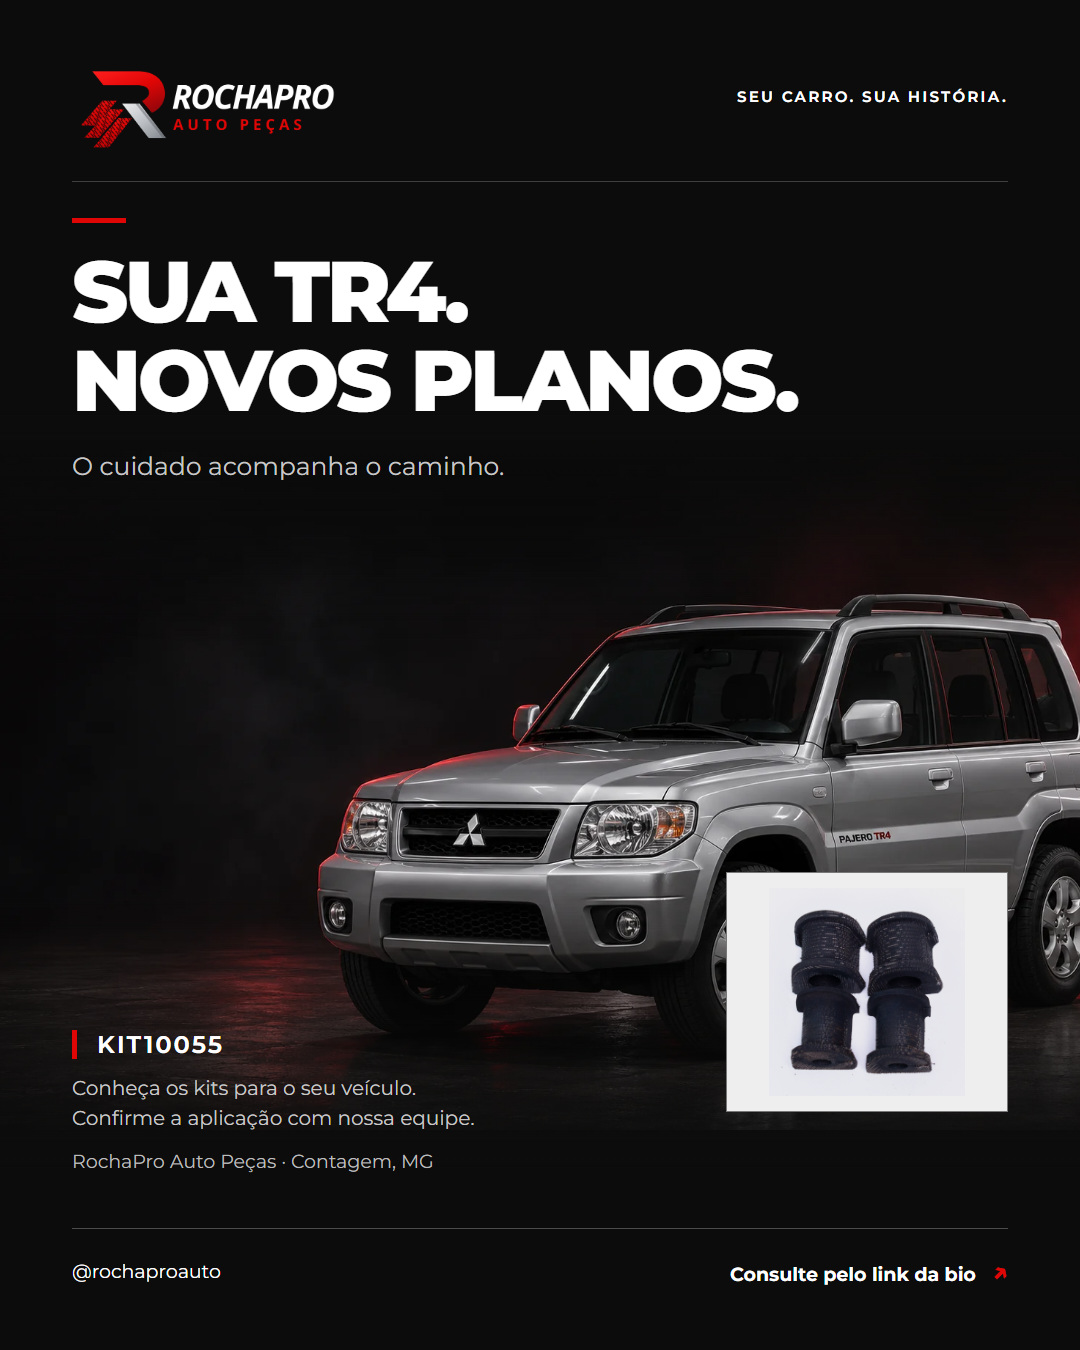 ROCHAPRO
AUTO PEÇAS
SEU CARRO. SUA HISTÓRIA.
SUA TR4.
NOVOS PLANOS.
O cuidado acompanha o caminho.
PAJERO TR4
KIT10055
Conheça os kits para o seu veículo.
Confirme a aplicação com nossa equipe.
RochaPro Auto Peças · Contagem, MG
@rochaproauto
Consulte pelo link da bio